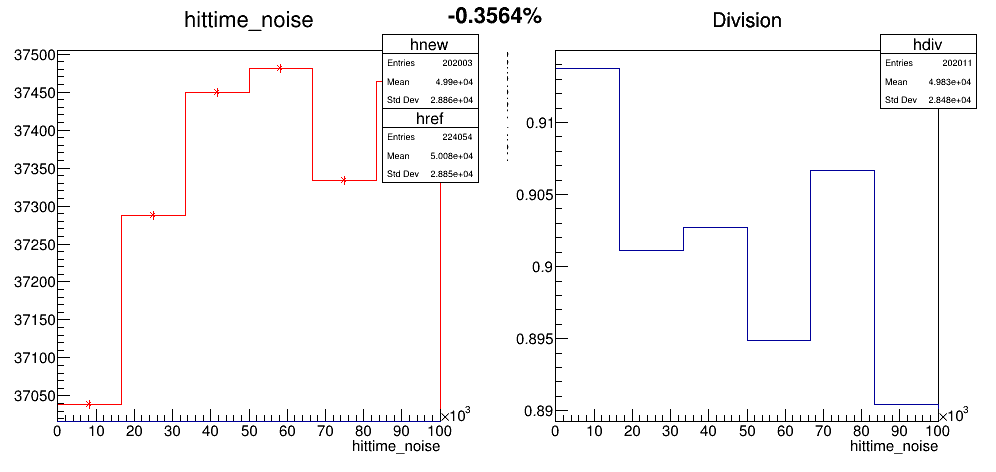 hittime_noise
-0.3564%
Division
hnew
Entries 202003
Mean 4.99e+04
Std Dev 2.886e+04
href
Entries 224054
Mean 5.008e+04
Std Dev 2.885e+04
37500
37450
37400
37350
37300
37250
37200
37150
37100
37050
0 10 20 30 40 50 60 70 80 90 100
×10³
hittime_noise
hdiv
Entries 202011
Mean 4.983e+04
Std Dev 2.848e+04
0.91
0.905
0.9
0.895
0.89
0 10 20 30 40 50 60 70 80 90 100
×10³
hittime_noise